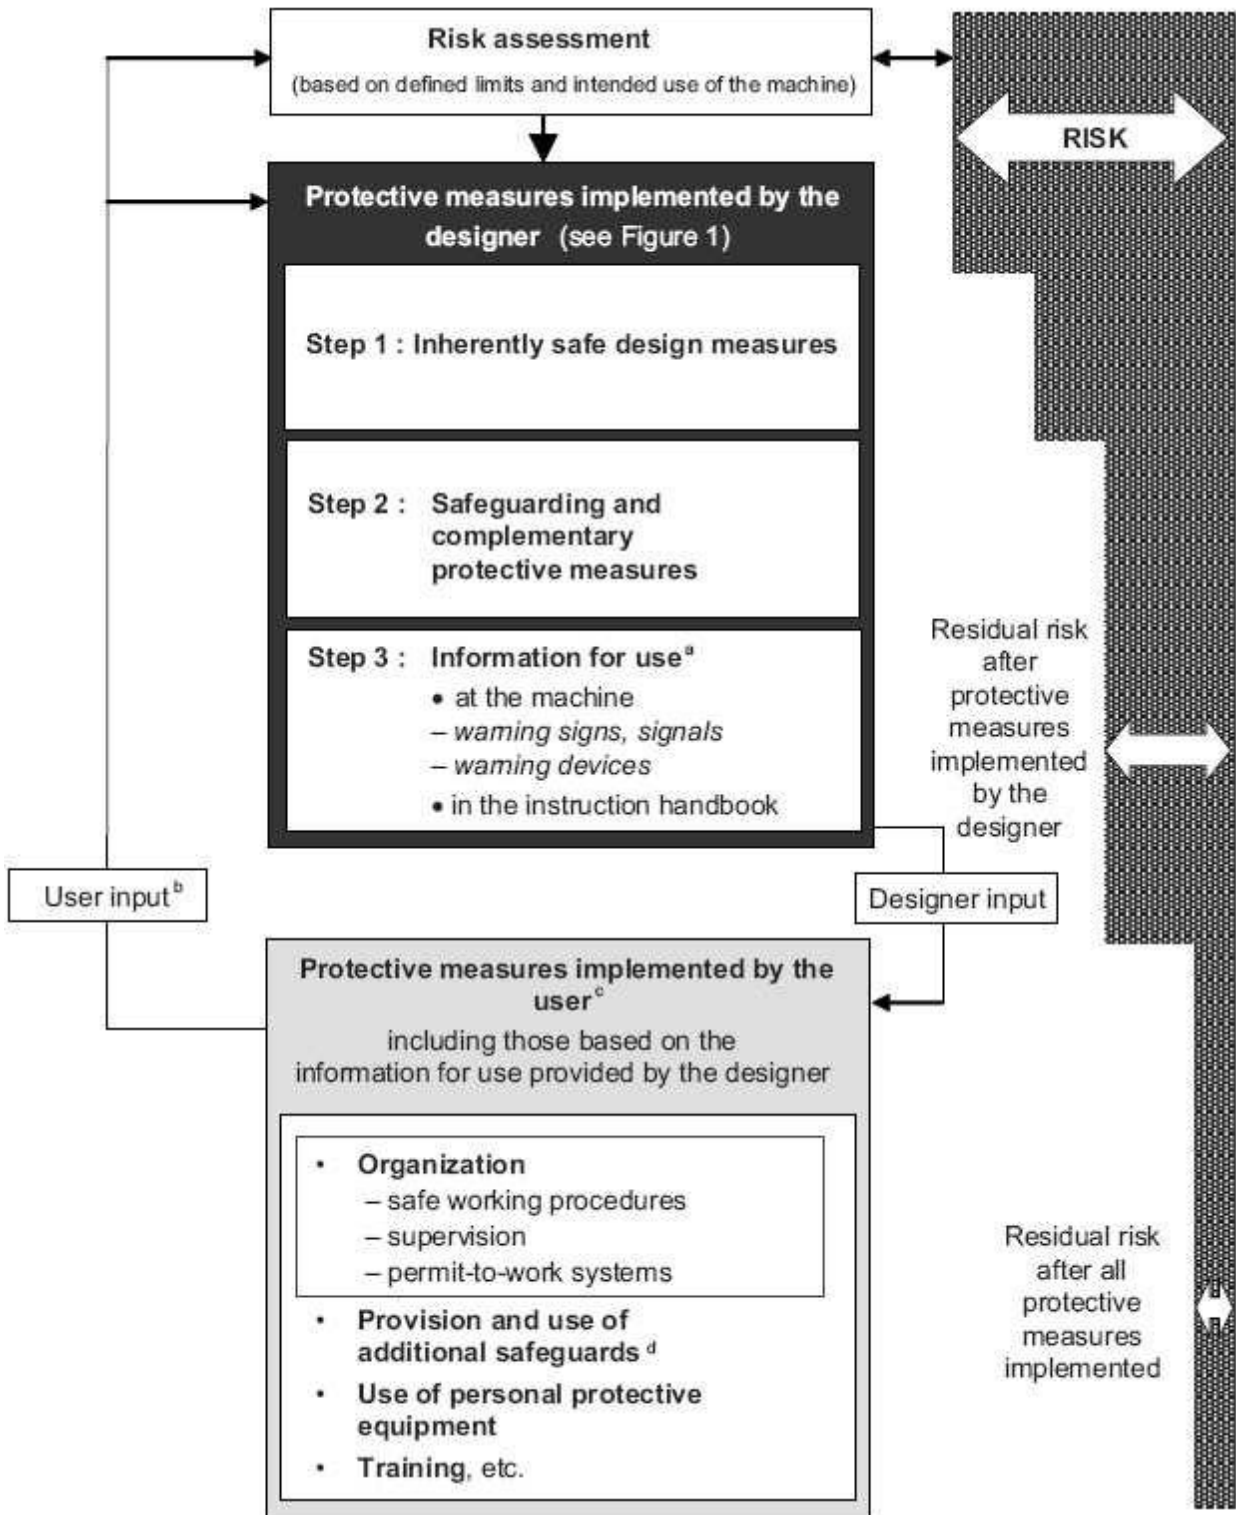 Risk assessment
(based on defined limits and intended use of the machine)
RISK
Protective measures implemented by the
designer (see Figure 1)
Step 1 : Inherently safe design measures
Step 2 : Safeguarding and
complementary
protective measures
Step 3 : Information for use a
• at the machine
– warning signs, signals
– warning devices
• in the instruction handbook
Residual risk
after
protective
measures
implemented
by the
designer
User input b
Designer input
Protective measures implemented by the
user c
including those based on the
information for use provided by the designer
• Organization
– safe working procedures
– supervision
– permit-to-work systems
• Provision and use of
additional safeguards d
• Use of personal protective
equipment
• Training, etc.
Residual risk
after all
protective
measures
implemented